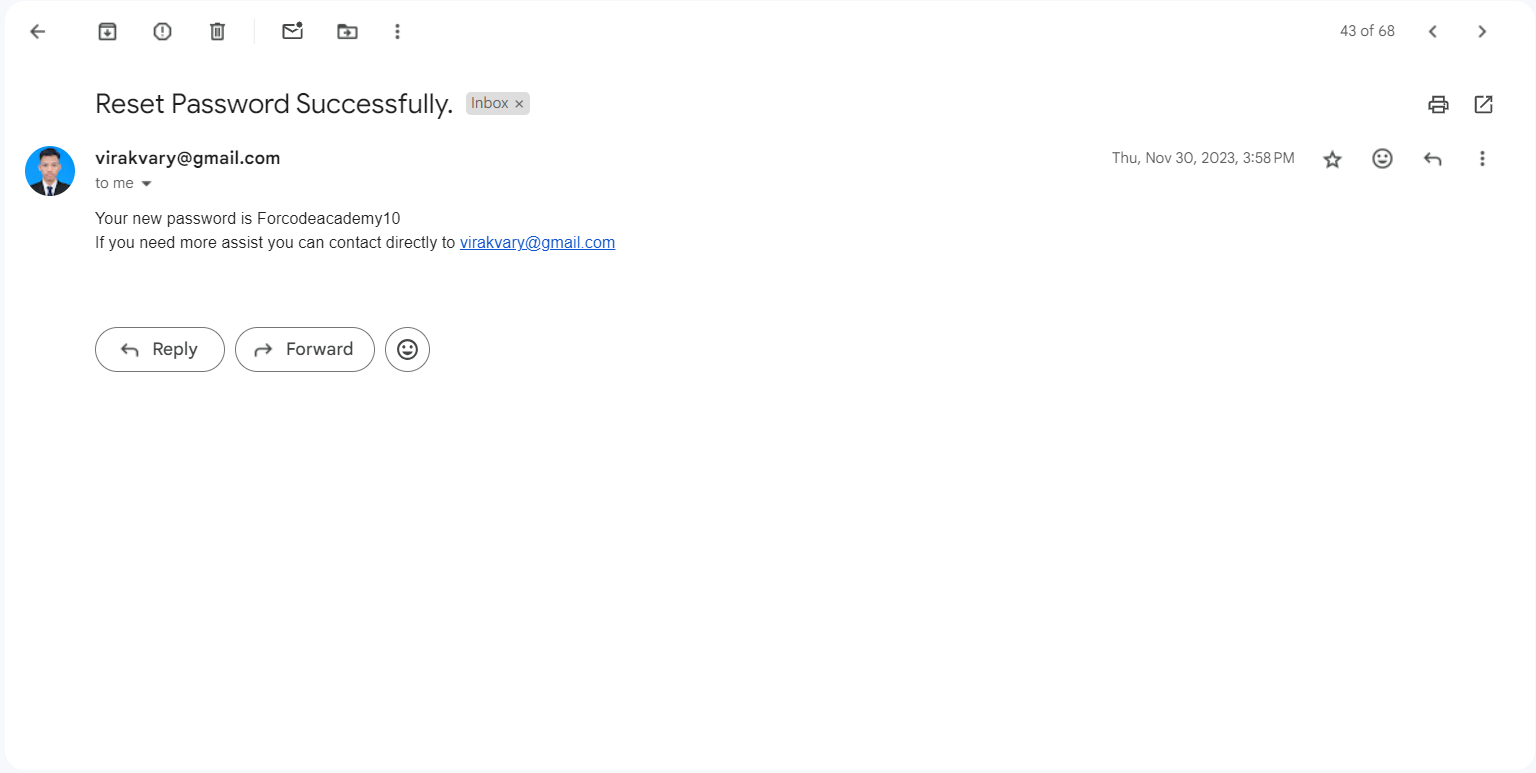 43 of 68
Reset Password Successfully. Inbox ×
virakvary@gmail.com Thu, Nov 30, 2023, 3:58 PM
to me
Your new password is Forcodeacademy10
If you need more assist you can contact directly to virakvary@gmail.com
Reply Forward